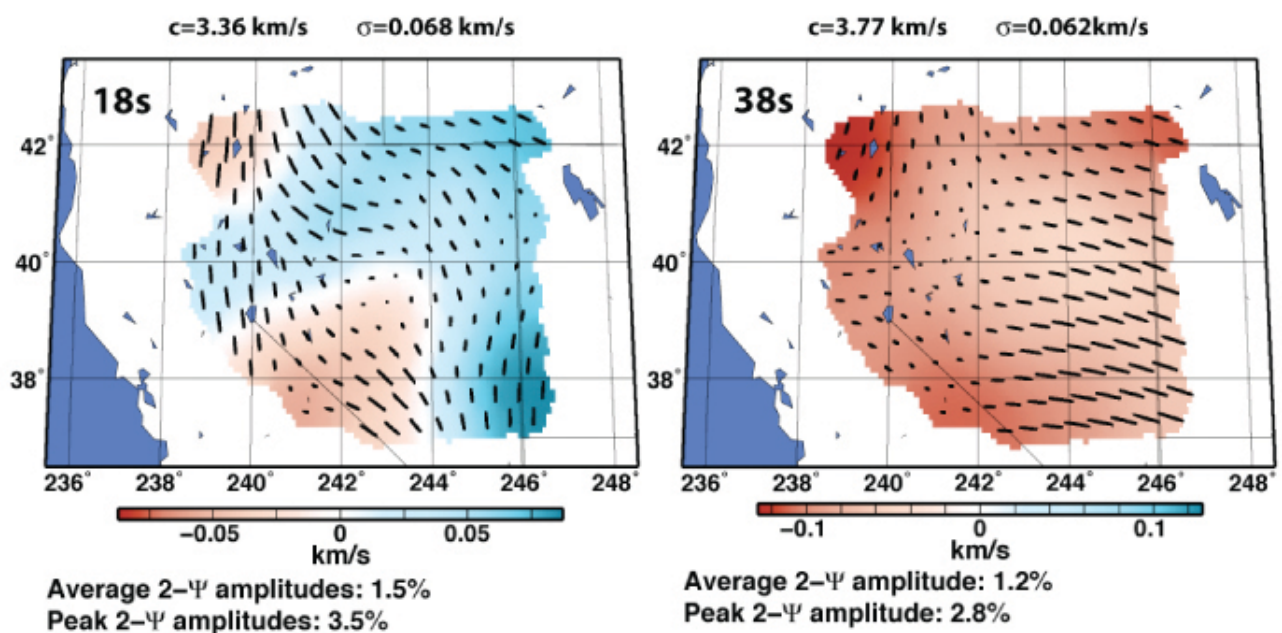 c=3.36 km/s σ=0.068 km/s
18s
42°
40°
38°
236° 238° 240° 242° 244° 246° 248°
−0.05 0 0.05
km/s
Average 2−Ψ amplitudes: 1.5%
Peak 2−Ψ amplitudes: 3.5%
c=3.77 km/s σ=0.062km/s
38s
42°
40°
38°
236° 238° 240° 242° 244° 246° 248°
−0.1 0 0.1
km/s
Average 2−Ψ amplitude: 1.2%
Peak 2−Ψ amplitude: 2.8%